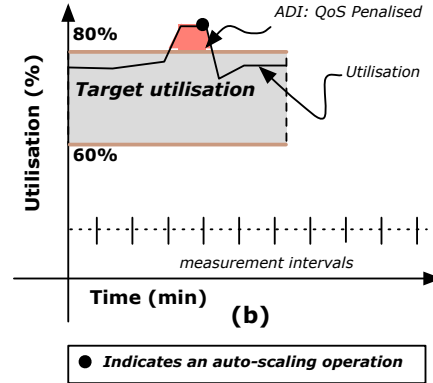 80%
ADI: QoS Penalised
Utilisation
Target utilisation
60%
Utilisation (%)
measurement intervals
Time (min)
(b)
Indicates an auto-scaling operation